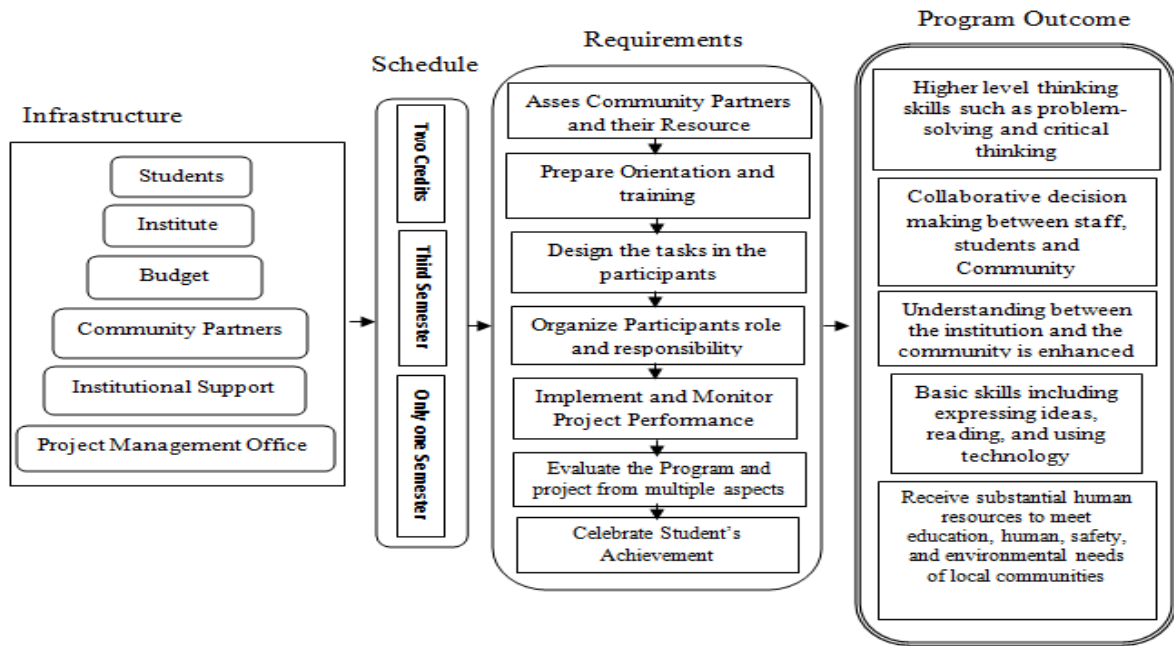 Infrastructure
Students
Institute
Budget
Community Partners
Institutional Support
Project Management Office
Schedule
Two Credits
Third Semester
Only one Semester
Requirements
Asses Community Partners
and their Resource
Prepare Orientation and
training
Design the tasks in the
participants
Organize Participants role
and responsibility
Implement and Monitor
Project Performance
Evaluate the Program and
project from multiple aspects
Celebrate Student's
Achievement
Program Outcome
Higher level thinking
skills such as problem-
solving and critical
thinking
Collaborative decision
making between staff,
students and
Community
Understanding between
the institution and the
community is enhanced
Basic skills including
expressing ideas,
reading, and using
technology
Receive substantial human
resources to meet
education, human, safety,
and environmental needs
of local communities